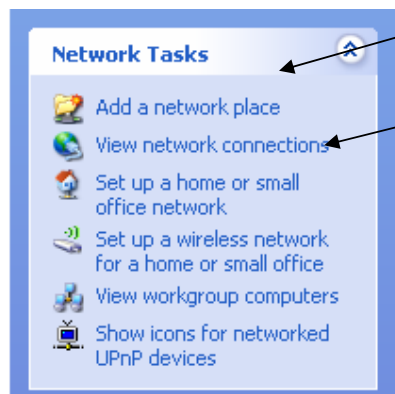 Network Tasks
Add a network place
View network connections
Set up a home or small
office network
Set up a wireless network
for a home or small office
View workgroup computers
Show icons for networked
UPnP devices